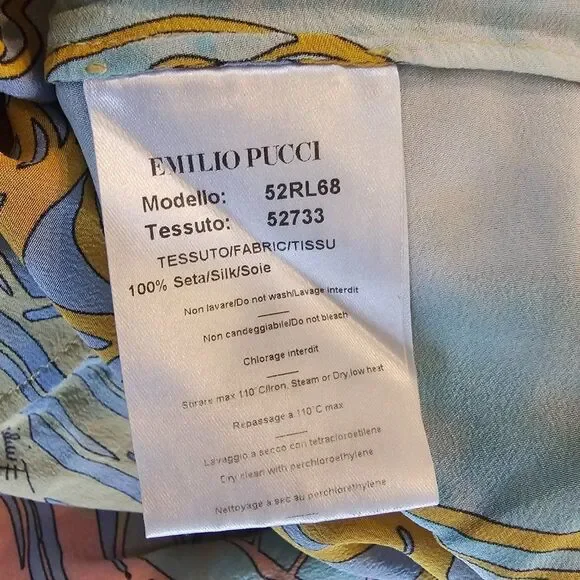 EMILIO PUCCI
Modello: 52RL68
Tessuto: 52733
TESSUTO/FABRIC/TISSU
100% Seta/Silk/Soie
Non lavare/Do not wash/Lavage interdit
Non candeggiabile/Do not bleach
Chlorage interdit
Stirare max 110°C/Iron, Steam or Dry, low heat
Repassage à 110°C max
Lavaggio a secco con tetracloroetilene
Dry clean with perchloroethylene
Nettoyage à sec au perchlorethylène
Emilio